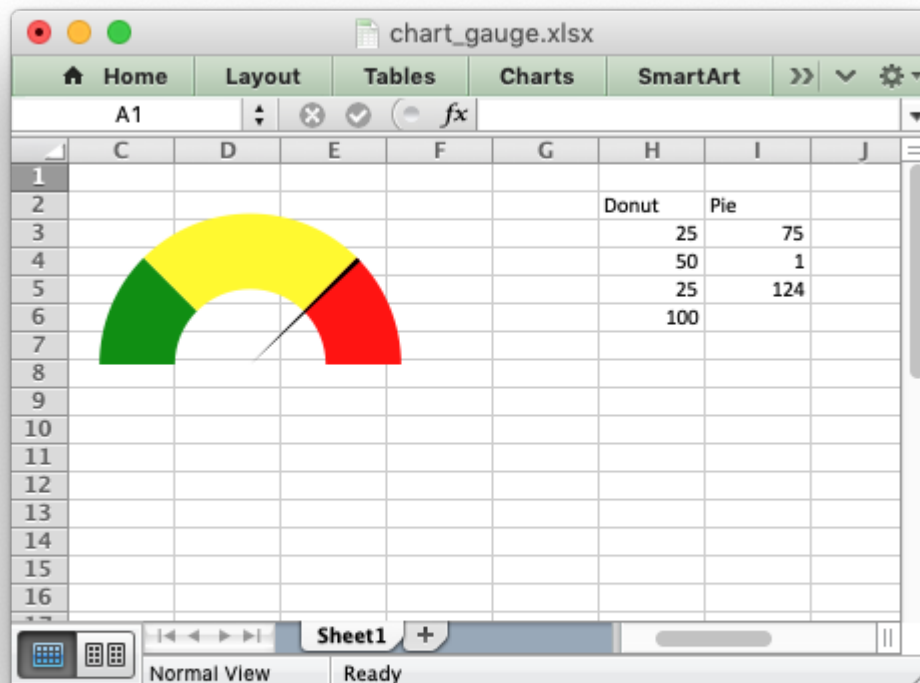 chart_gauge.xlsx
Home Layout Tables Charts SmartArt
A1 fx
C D E F G H I J
1
2 Donut Pie
3 25 75
4 50 1
5 25 124
6 100
7
8
9
10
11
12
13
14
15
16
17
Sheet1 +
Normal View Ready